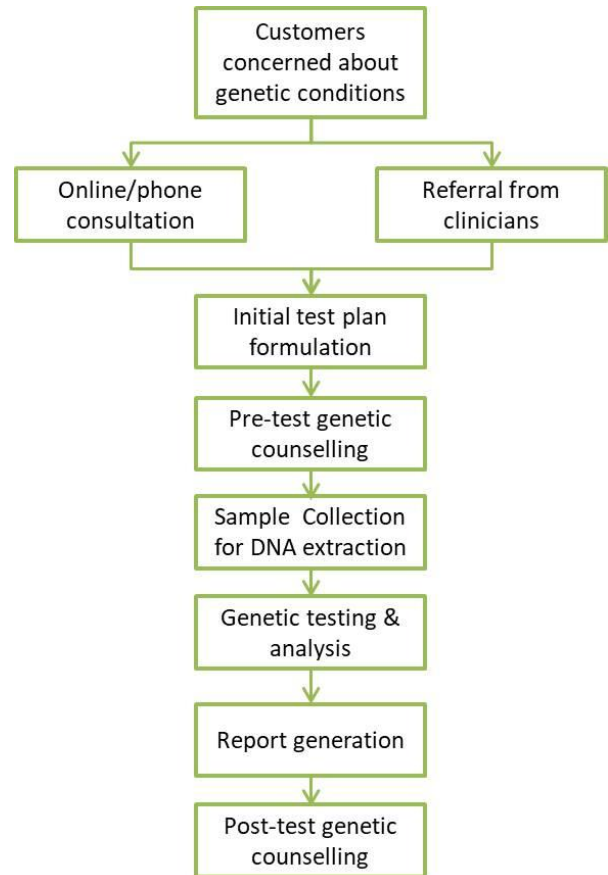 Customers
concerned about
genetic conditions
Online/phone
consultation
Referral from
clinicians
Initial test plan
formulation
Pre-test genetic
counselling
Sample Collection
for DNA extraction
Genetic testing &
analysis
Report generation
Post-test genetic
counselling